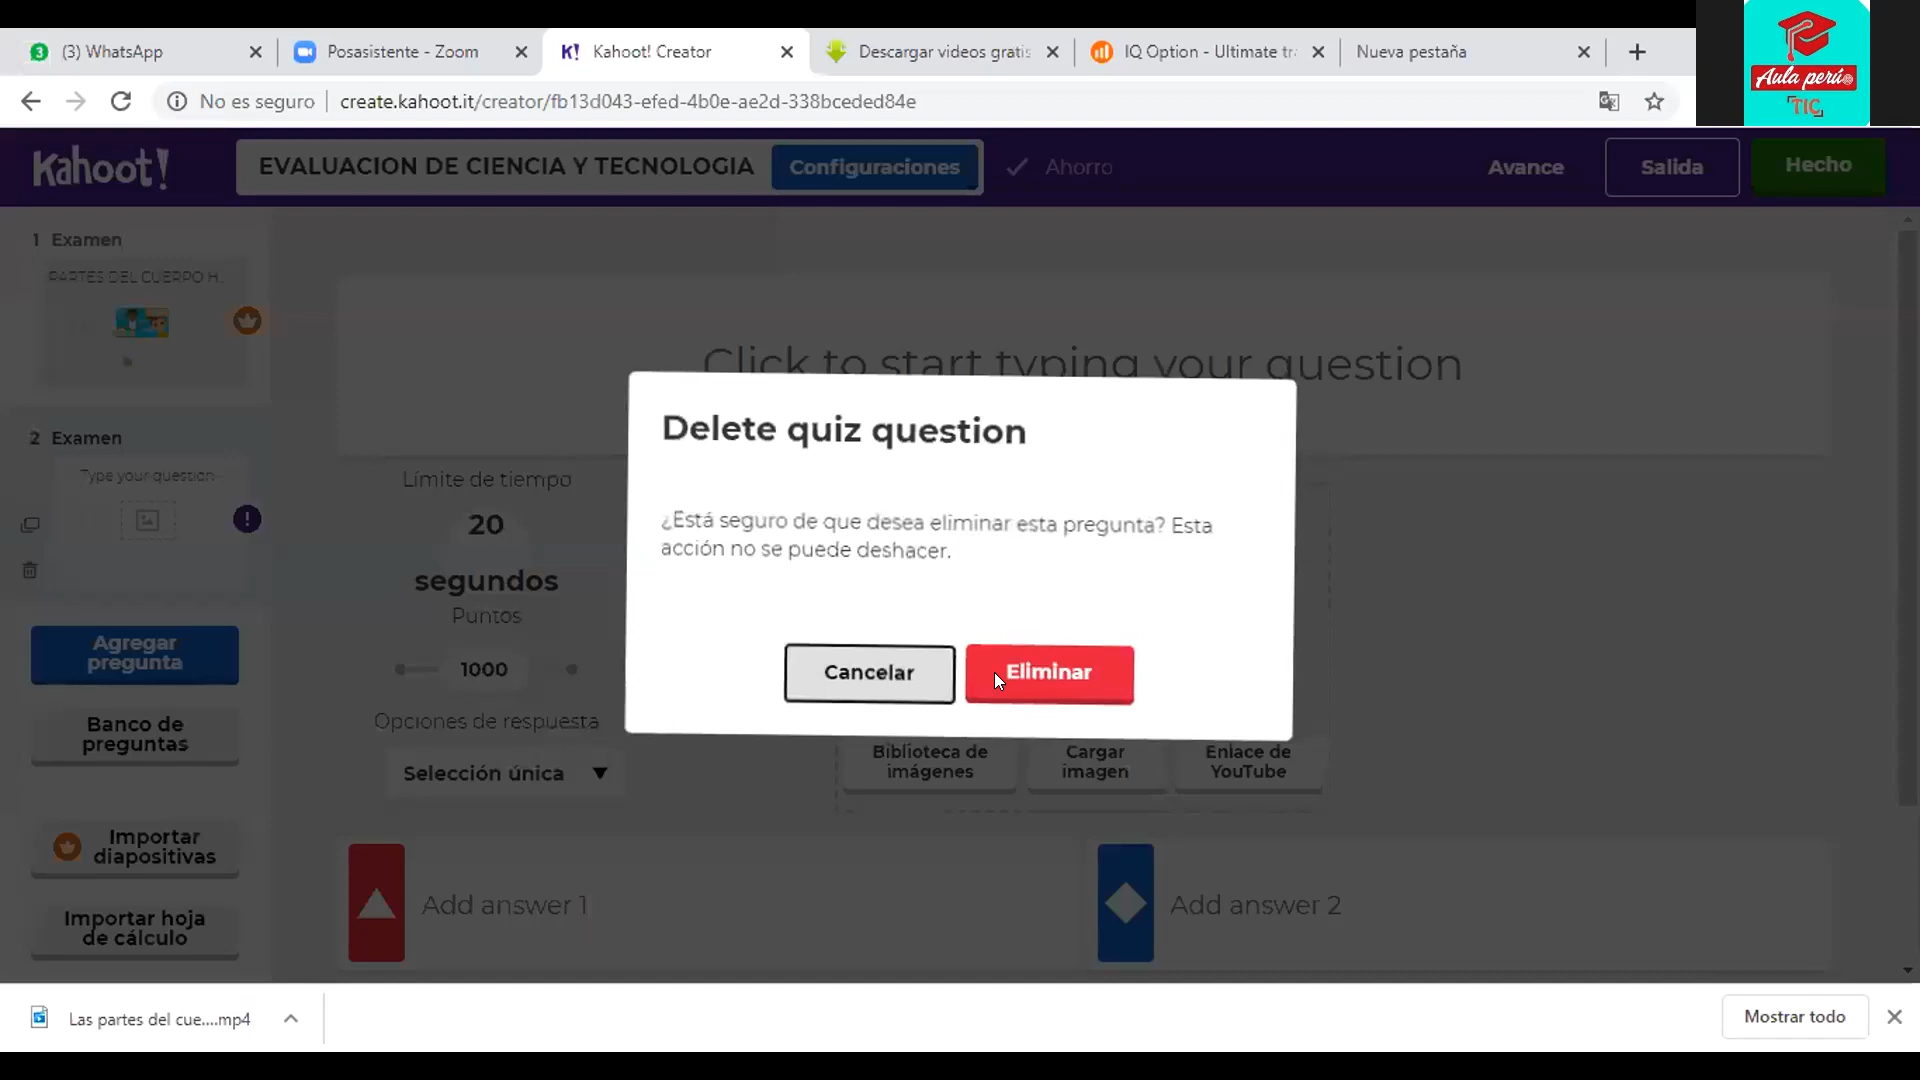 3 (3) WhatsApp
Posasistente - Zoom
K! Kahoot! Creator
Descargar videos gratis
IQ Option - Ultimate tr
Nueva pestaña
Aula perú
TIC
No es seguro
create.kahoot.it/creator/fb13d043-efed-4b0e-ae2d-338bceded84e
Kahoot!
EVALUACION DE CIENCIA Y TECNOLOGIA
Configuraciones
Ahorro
Avance
Salida
Hecho
1 Examen
PARTES DEL CUERPO H...
2 Examen
Type your question
Agregar
pregunta
Banco de
preguntas
Importar
diapositivas
Importar hoja
de cálculo
Click to start typing your question
Límite de tiempo
20
segundos
Puntos
1000
Opciones de respuesta
Selección única
Delete quiz question
¿Está seguro de que desea eliminar esta pregunta? Esta
acción no se puede deshacer.
Cancelar
Eliminar
Biblioteca de
imágenes
Cargar
imagen
Enlace de
YouTube
Add answer 1
Add answer 2
Las partes del cue....mp4
Mostrar todo